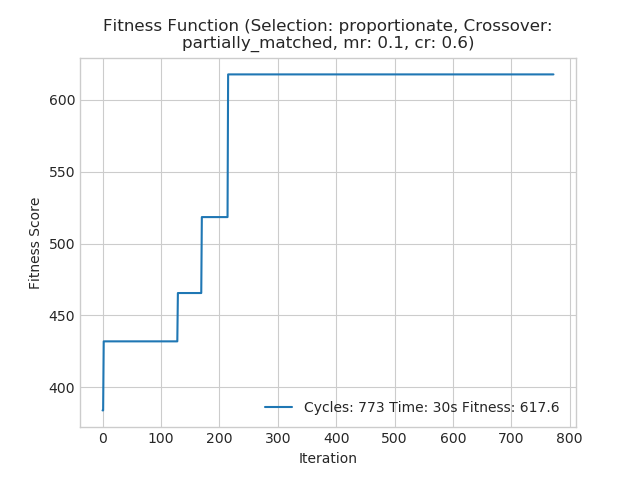 Fitness Function (Selection: proportionate, Crossover:
partially_matched, mr: 0.1, cr: 0.6)
Fitness Score
600
550
500
450
400
Cycles: 773 Time: 30s Fitness: 617.6
0 100 200 300 400 500 600 700 800
Iteration